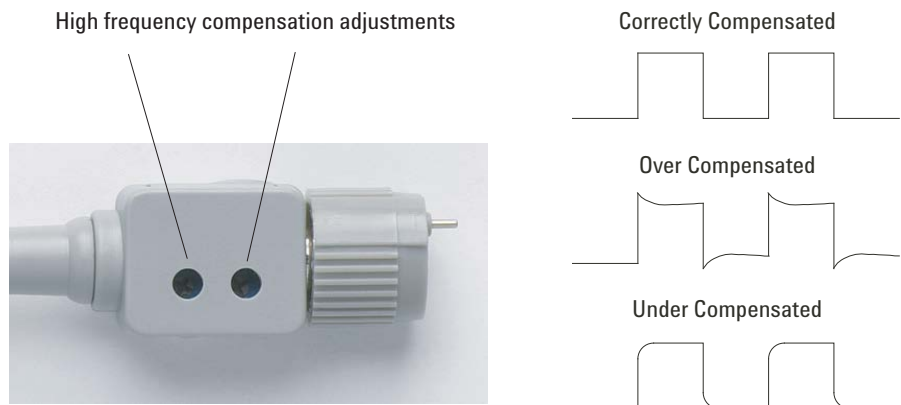 High frequency compensation adjustments
Correctly Compensated
Over Compensated
Under Compensated